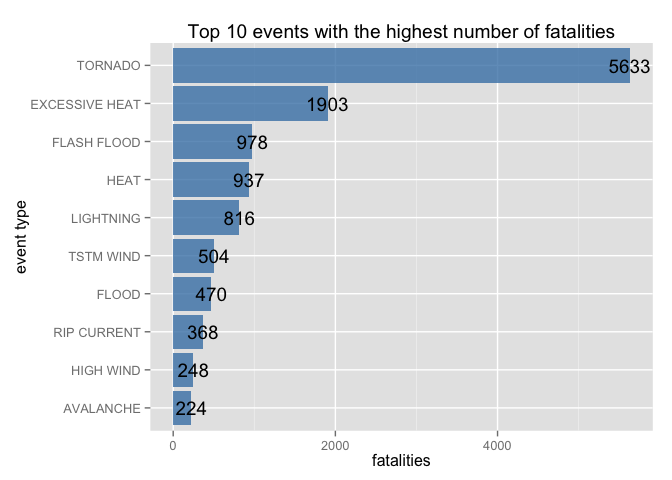 Top 10 events with the highest number of fatalities
TORNADO 5633
EXCESSIVE HEAT 1903
FLASH FLOOD 978
HEAT 937
LIGHTNING 816
TSTM WIND 504
FLOOD 470
RIP CURRENT 368
HIGH WIND 248
AVALANCHE 224
event type
0 2000 4000
fatalities